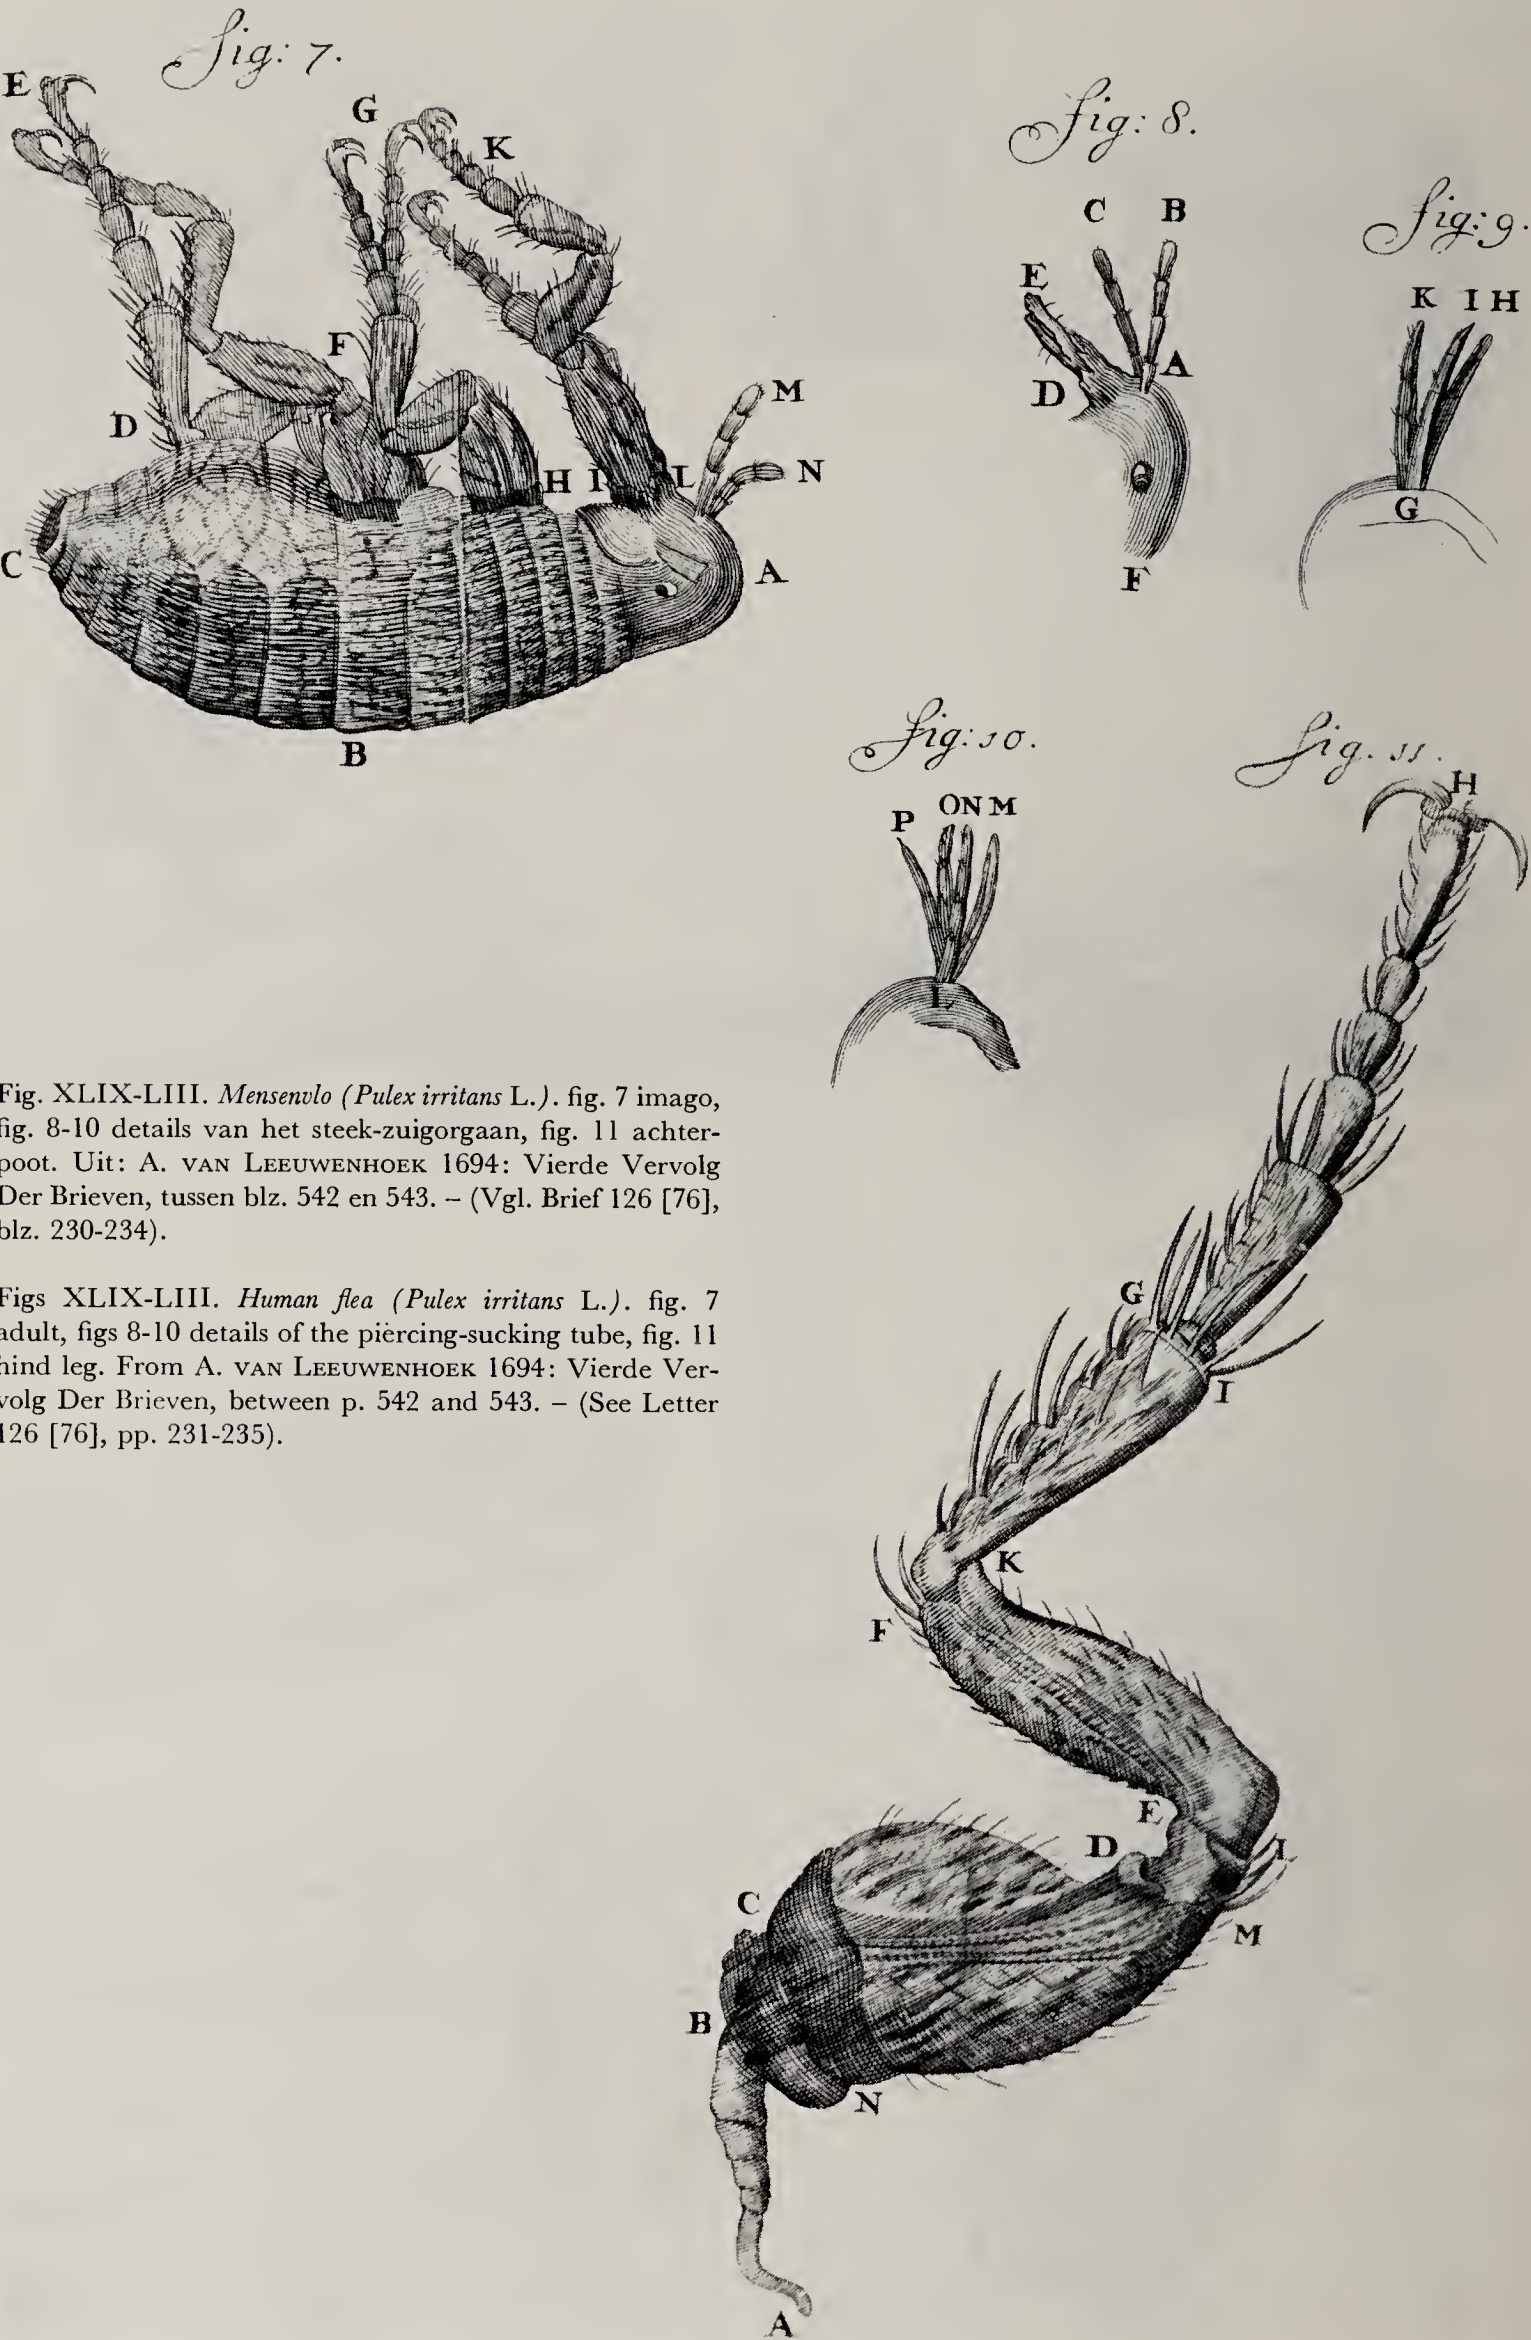 fig: 7.
E
G
K
F
D
M
H I L N
C
A
B
fig: 8.
C B
E
A
D
F
fig: 9.
K I H
G
fig: 10.
P O N M
L
fig. 11.
H
G
I
K
F
E
D
L
C
M
B
N
A
Fig. XLIX-LIII. Mensenvlo (Pulex irritans L.). fig. 7 imago,
fig. 8-10 details van het steek-zuigorgaan, fig. 11 achter-
poot. Uit: A. VAN LEEUWENHOEK 1694: Vierde Vervolg
Der Brieven, tussen blz. 542 en 543. – (Vgl. Brief 126 [76],
blz. 230-234).
Figs XLIX-LIII. Human flea (Pulex irritans L.). fig. 7
adult, figs 8-10 details of the piercing-sucking tube, fig. 11
hind leg. From A. VAN LEEUWENHOEK 1694: Vierde Ver-
volg Der Brieven, between p. 542 and 543. – (See Letter
126 [76], pp. 231-235).